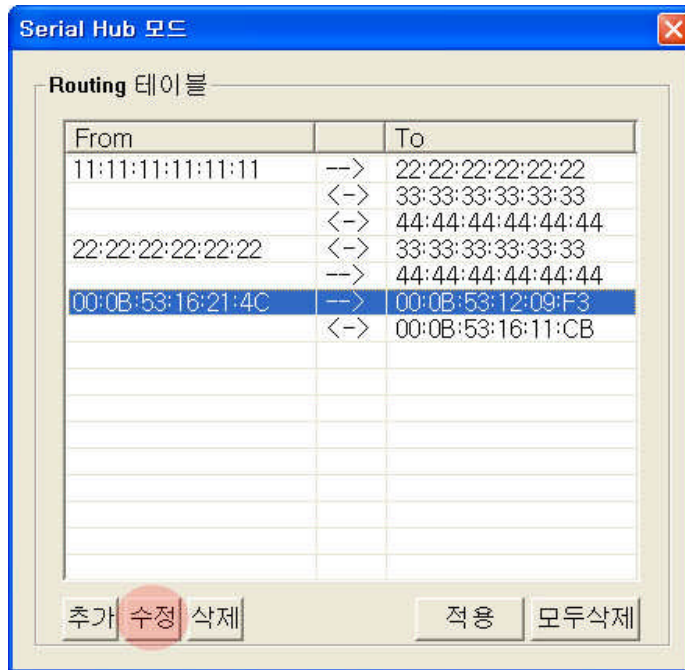 Serial Hub 모드
Routing 테이블
From To
11:11:11:11:11:11 --> 22:22:22:22:22:22
<-> 33:33:33:33:33:33
<-> 44:44:44:44:44:44
22:22:22:22:22:22 <-> 33:33:33:33:33:33
--> 44:44:44:44:44:44
00:0B:53:16:21:4C --> 00:0B:53:12:09:F3
<-> 00:0B:53:16:11:CB
추가 수정 삭제 적용 모두삭제